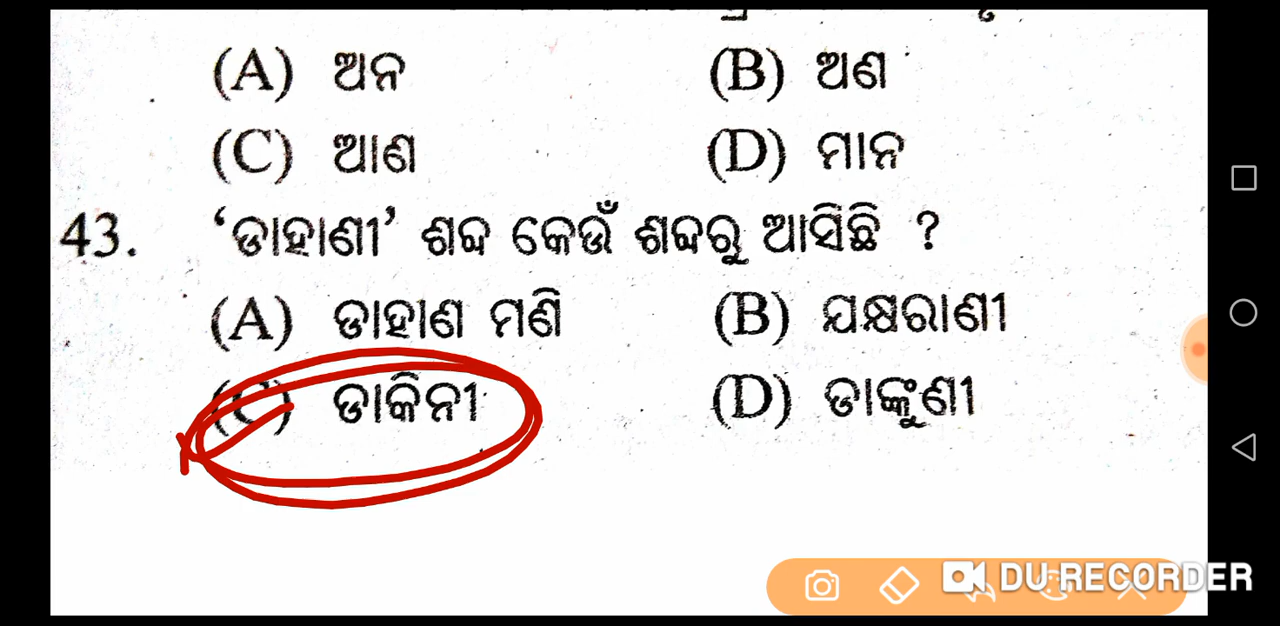 (A) ଅନ (B) ଅଣ
(C) ଆଣ (D) ମାନ
43. ‘ଡାହାଣୀ’ ଶବ୍ଦ କେଉଁ ଶବ୍ଦରୁ ଆସିଛି ?
(A) ଡାହାଣ ମଣି (B) ଯକ୍ଷରାଣୀ
(C) ଡାକିନୀ (D) ଡାଙ୍କୁଣୀ
DU RECORDER